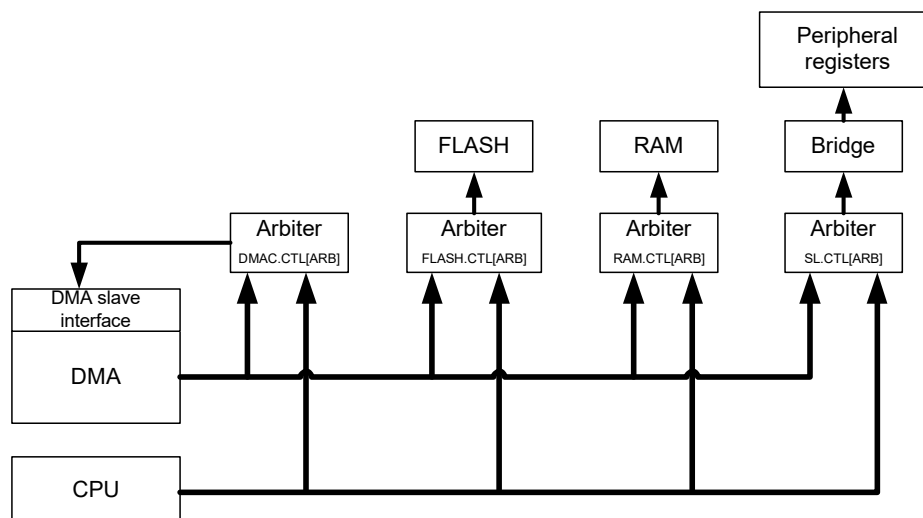 Peripheral
registers
FLASH
RAM
Bridge
Arbiter
DMAC.CTL[ARB]
Arbiter
FLASH.CTL[ARB]
Arbiter
RAM.CTL[ARB]
Arbiter
SL.CTL[ARB]
DMA slave
interface
DMA
CPU